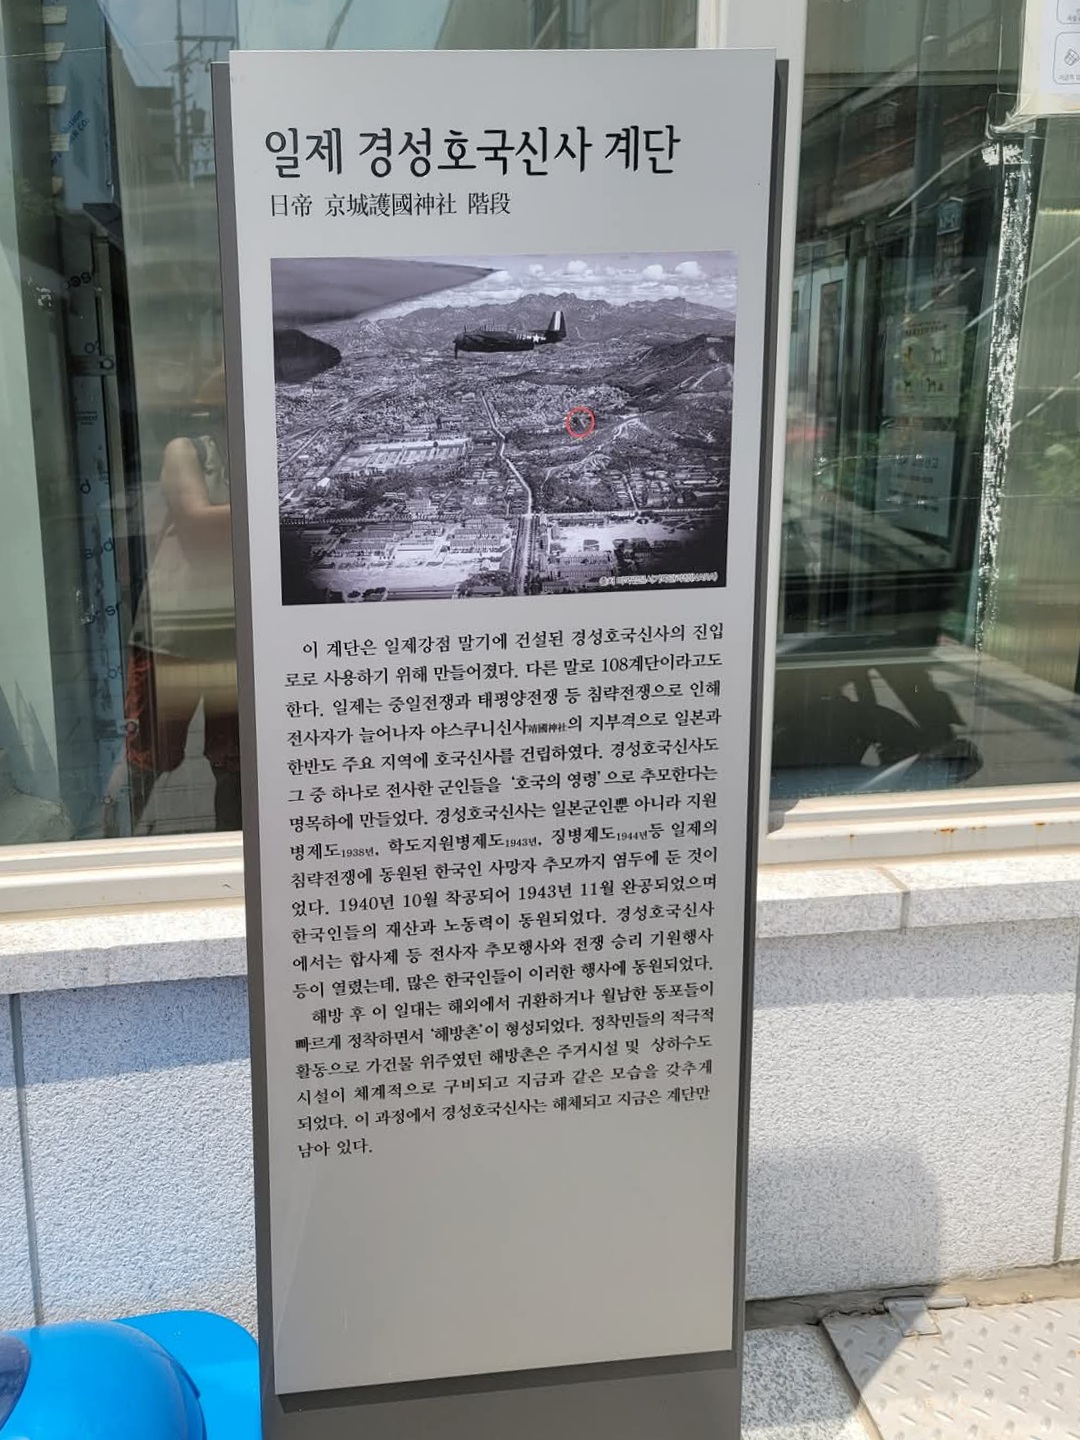 일제 경성호국신사 계단
日帝 京城護國神社 階段
이 계단은 일제강점 말기에 건설된 경성호국신사의 진입
로로 사용하기 위해 만들어졌다. 다른 말로 108계단이라고도
한다. 일제는 중일전쟁과 태평양전쟁 등 침략전쟁으로 인해
전사자가 늘어나자 야스쿠니신사靖國神社의 지부격으로 일본과
한반도 주요 지역에 호국신사를 건립하였다. 경성호국신사도
그 중 하나로 전사한 군인들을 ‘호국의 영령’으로 추모한다는
명목하에 만들었다. 경성호국신사는 일본군인뿐 아니라 지원
병제도1938년, 학도지원병제도1943년, 징병제도1944년등 일제의
침략전쟁에 동원된 한국인 사망자 추모까지 염두에 둔 것이
었다. 1940년 10월 착공되어 1943년 11월 완공되었으며
한국인들의 재산과 노동력이 동원되었다. 경성호국신사
에서는 합사제 등 전사자 추모행사와 전쟁 승리 기원행사
등이 열렸는데, 많은 한국인들이 이러한 행사에 동원되었다.
해방 후 이 일대는 해외에서 귀환하거나 월남한 동포들이
빠르게 정착하면서 ‘해방촌’이 형성되었다. 정착민들의 적극적
활동으로 가건물 위주였던 해방촌은 주거시설 및 상하수도
시설이 체계적으로 구비되고 지금과 같은 모습을 갖추게
되었다. 이 과정에서 경성호국신사는 해체되고 지금은 계단만
남아 있다.